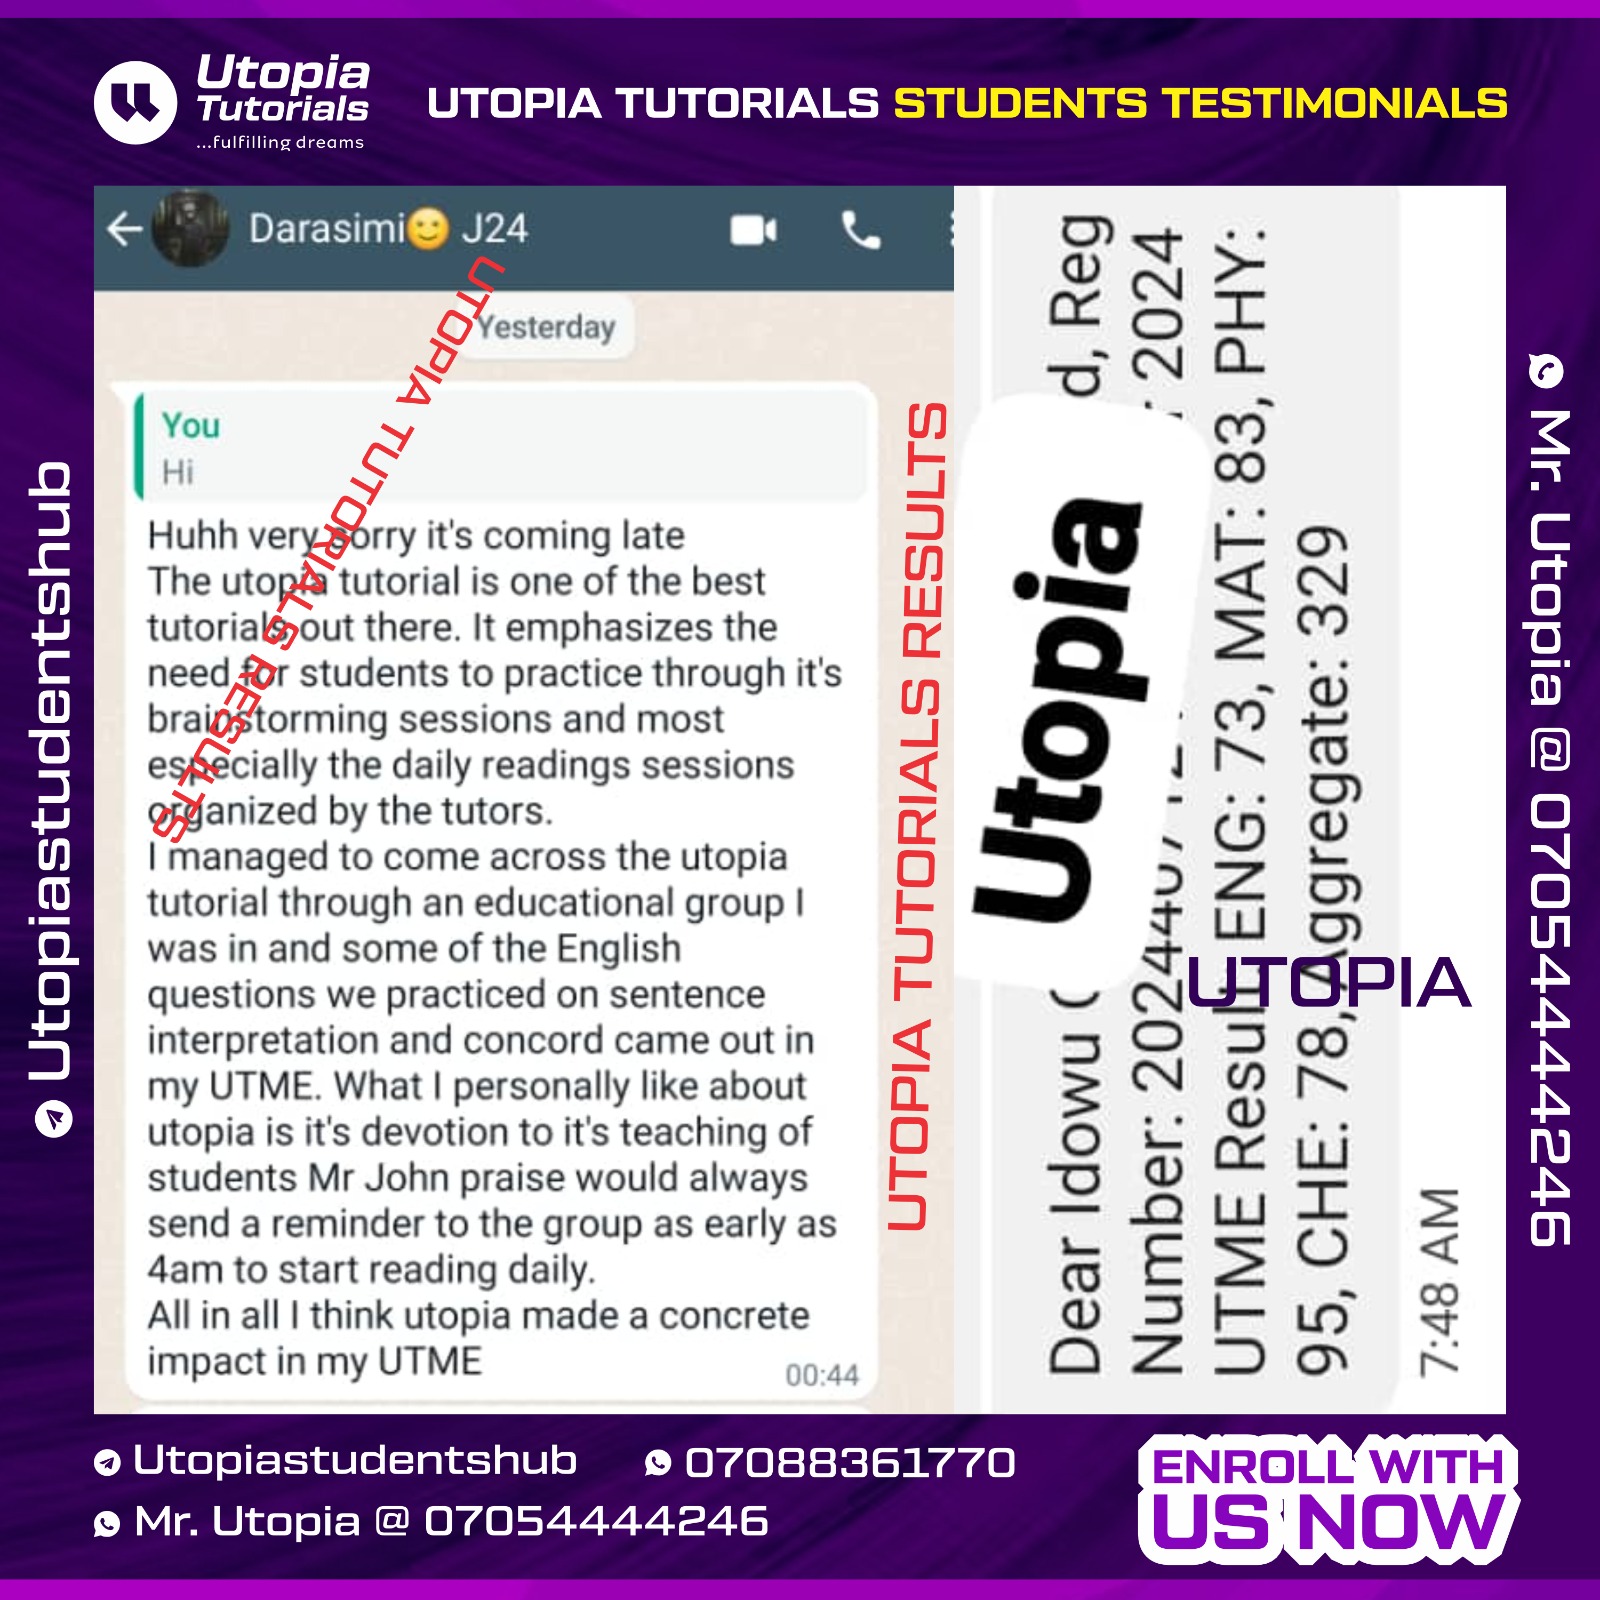 Utopia
Tutorials
...fulfilling dreams
UTOPIA TUTORIALS STUDENTS TESTIMONIALS
Darasimi🙂 J24
Yesterday
You
Hi
Huhh very sorry it's coming late
The utopia tutorial is one of the best
tutorials out there. It emphasizes the
need for students to practice through it's
brainstorming sessions and most
especially the daily readings sessions
organized by the tutors.
I managed to come across the utopia
tutorial through an educational group I
was in and some of the English
questions we practiced on sentence
interpretation and concord came out in
my UTME. What I personally like about
utopia is it's devotion to it's teaching of
students Mr John praise would always
send a reminder to the group as early as
4am to start reading daily.
All in all I think utopia made a concrete
impact in my UTME
00:44
UTOPIA TUTORIALS RESULTS
UTOPIA TUTORIALS RESULTS
Dear Idowu d, Reg
Number: 2024
UTME Result ENG: 73, MAT: 83, PHY:
95, CHE: 78, Aggregate: 329
7:48 AM
Utopia
UTOPIA
Utopiastudentshub
Mr. Utopia @ 07054444246
Utopiastudentshub
07088361770
Mr. Utopia @ 07054444246
ENROLL WITH
US NOW